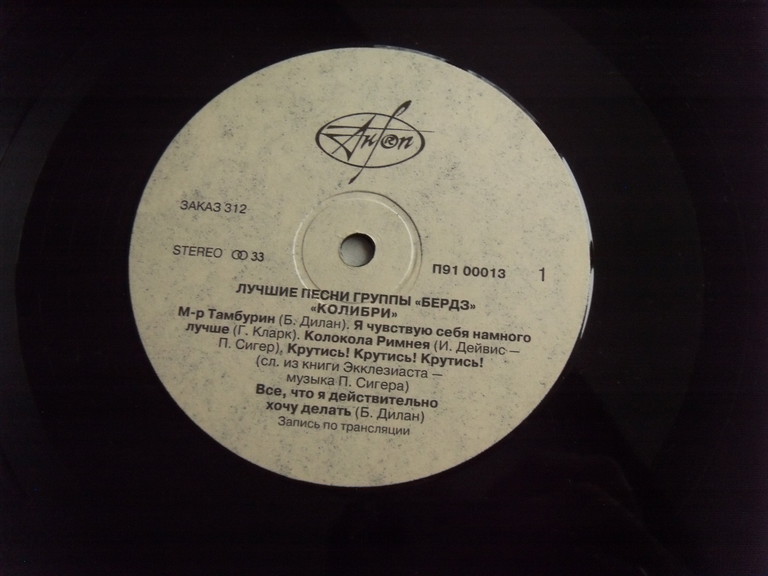 АнТроп
ЗАКАЗ 312
STEREO 33
П91 00013 1
ЛУЧШИЕ ПЕСНИ ГРУППЫ «БЕРДЗ»
«КОЛИБРИ»
М-р Тамбурин (Б. Дилан). Я чувствую себя намного
лучше (Г. Кларк). Колокола Римнея (И. Дейвис —
П. Сигер), Крутись! Крутись! Крутись!
(сл. из книги Экклезиаста —
музыка П. Сигера)
Все, что я действительно
хочу делать (Б. Дилан)
Запись по трансляции